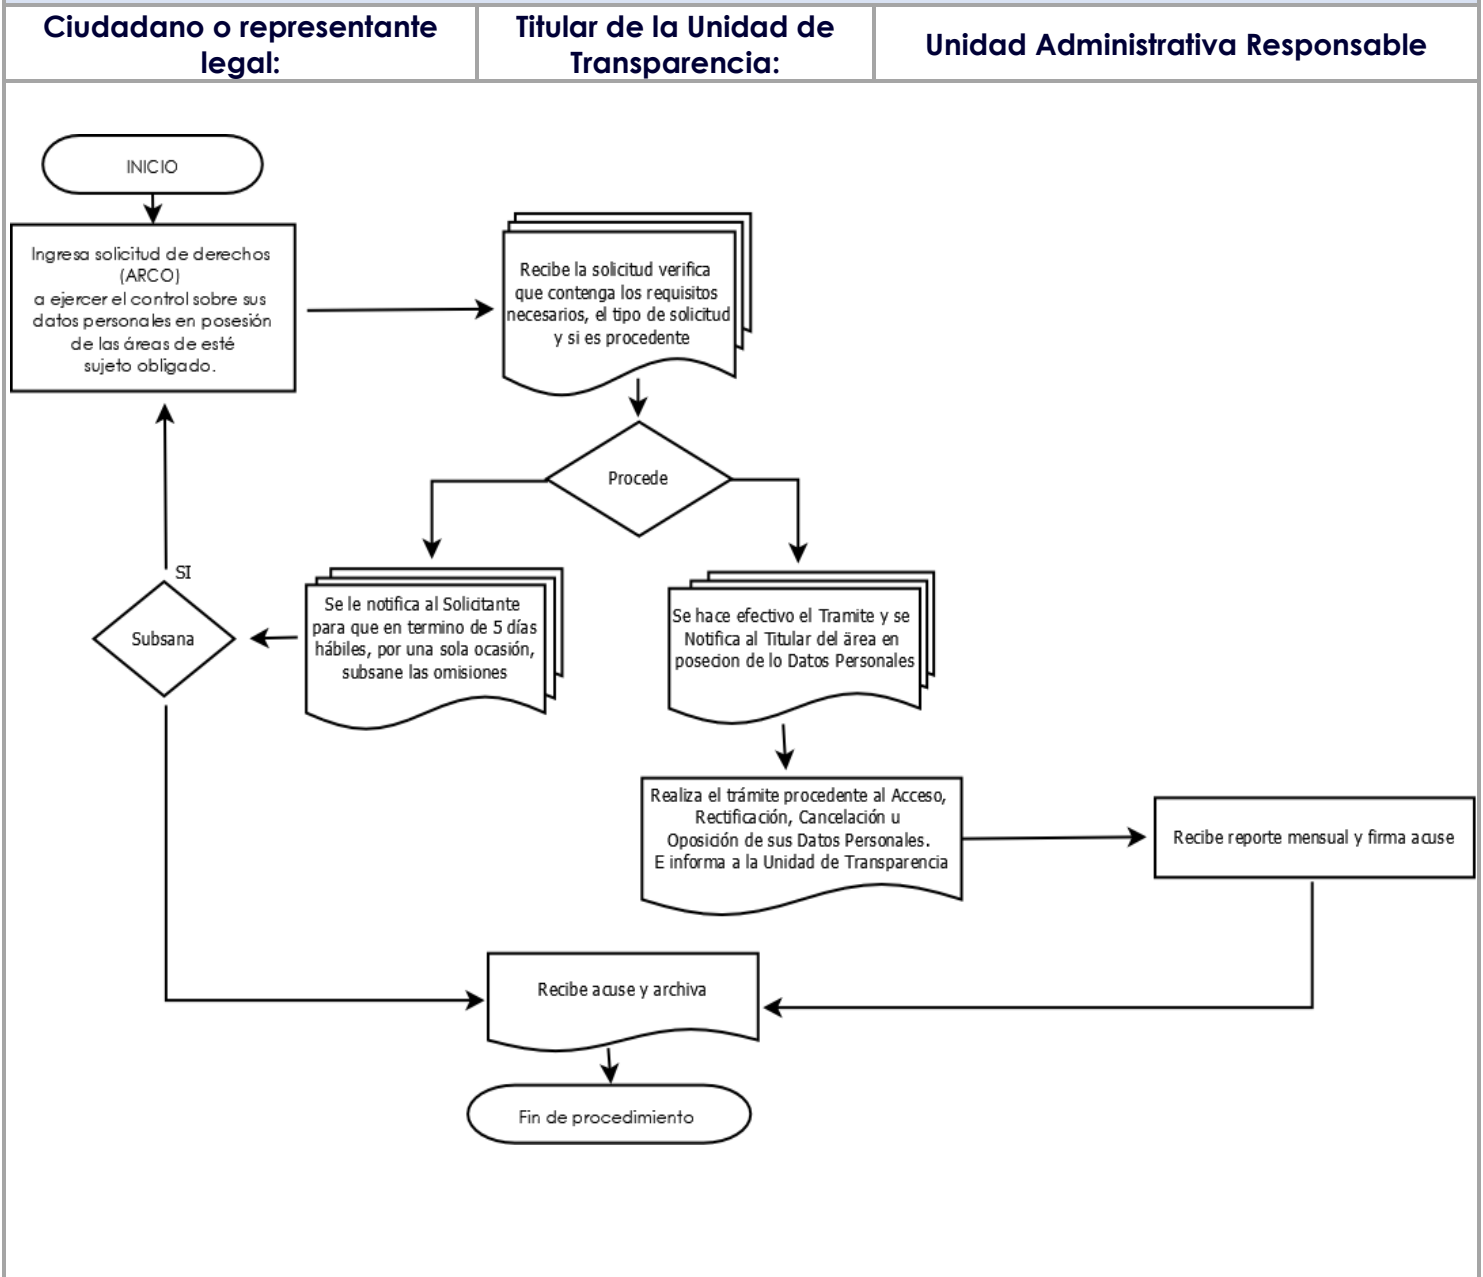 Ciudadano o representante
legal:
Titular de la Unidad de
Transparencia:
Unidad Administrativa Responsable
INICIO
Ingresa solicitud de derechos
(ARCO)
a ejercer el control sobre sus
datos personales en posesión
de las áreas de esté
sujeto obligado.
Recibe la solicitud verifica
que contenga los requisitos
necesarios, el tipo de solicitud
y si es procedente
Procede
SI
Subsana
Se le notifica al Solicitante
para que en termino de 5 días
hábiles, por una sola ocasión,
subsane las omisiones
Se hace efectivo el Tramite y se
Notifica al Titular del ärea en
posecion de lo Datos Personales
Realiza el trámite procedente al Acceso,
Rectificación, Cancelación u
Oposición de sus Datos Personales.
E informa a la Unidad de Transparencia
Recibe reporte mensual y firma acuse
Recibe acuse y archiva
Fin de procedimiento